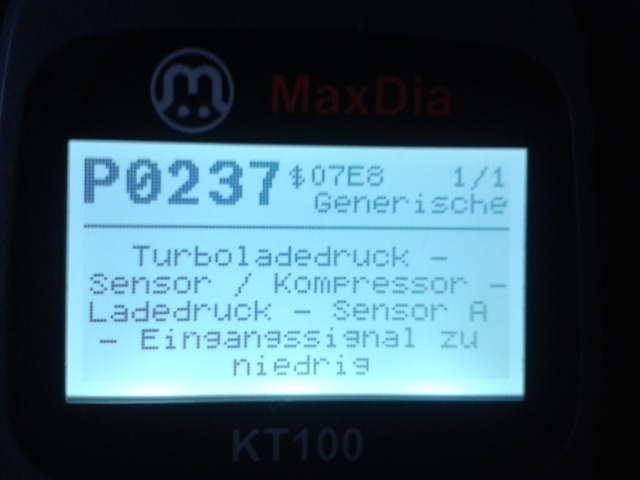 MaxDia
P0237 $07E8 1/1
Generische
Turboladedruck -
Sensor / Kompressor -
Ladedruck - Sensor A
- Eingangssignal zu
niedrig
KT100